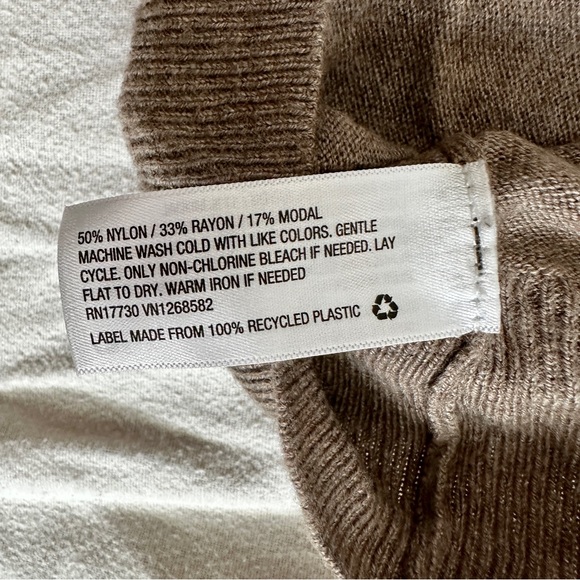 50% NYLON / 33% RAYON / 17% MODAL
MACHINE WASH COLD WITH LIKE COLORS. GENTLE
CYCLE. ONLY NON-CHLORINE BLEACH IF NEEDED. LAY
FLAT TO DRY. WARM IRON IF NEEDED
RN17730 VN1268582
LABEL MADE FROM 100% RECYCLED PLASTIC